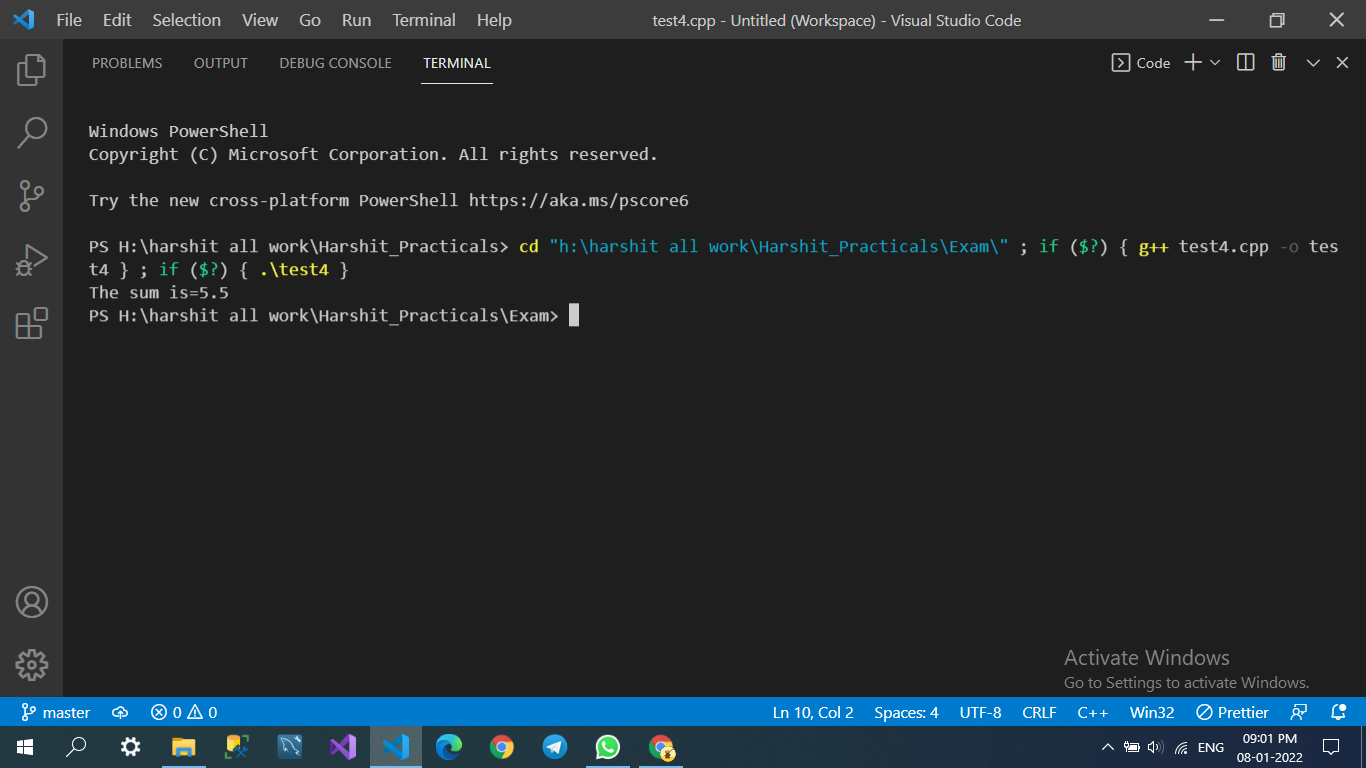 File Edit Selection View Go Run Terminal Help test4.cpp - Untitled (Workspace) - Visual Studio Code
PROBLEMS OUTPUT DEBUG CONSOLE TERMINAL Code
Windows PowerShell
Copyright (C) Microsoft Corporation. All rights reserved.
Try the new cross-platform PowerShell https://aka.ms/pscore6
PS H:\harshit all work\Harshit_Practicals> cd "h:\harshit all work\Harshit_Practicals\Exam\" ; if ($?) { g++ test4.cpp -o tes
t4 } ; if ($?) { .\test4 }
The sum is=5.5
PS H:\harshit all work\Harshit_Practicals\Exam>
Activate Windows
Go to Settings to activate Windows.
master 0 0 Ln 10, Col 2 Spaces: 4 UTF-8 CRLF C++ Win32 Prettier
ENG 09:01 PM
08-01-2022